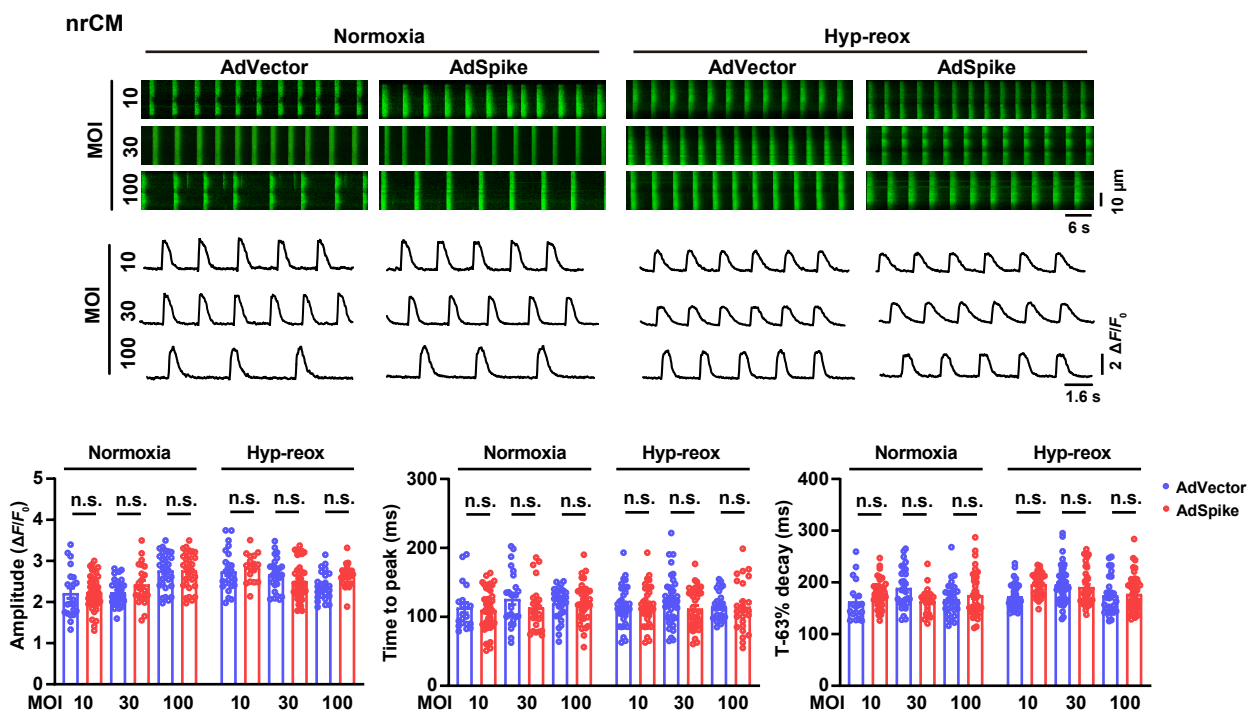 nrCM
Normoxia
Hyp-reox
AdVector
AdSpike
AdVector
AdSpike
MOI
10
30
100
10 μm
6 s
MOI
10
30
100
2 ΔF/F0
1.6 s
Normoxia
Hyp-reox
n.s. n.s. n.s. n.s. n.s. n.s.
Amplitude (ΔF/F0)
5
4
3
2
1
0
MOI 10 30 100 10 30 100
Normoxia
Hyp-reox
n.s. n.s. n.s. n.s. n.s. n.s.
Time to peak (ms)
300
200
100
0
MOI 10 30 100 10 30 100
Normoxia
Hyp-reox
n.s. n.s. n.s. n.s. n.s. n.s.
T-63% decay (ms)
400
300
200
100
0
MOI 10 30 100 10 30 100
AdVector
AdSpike